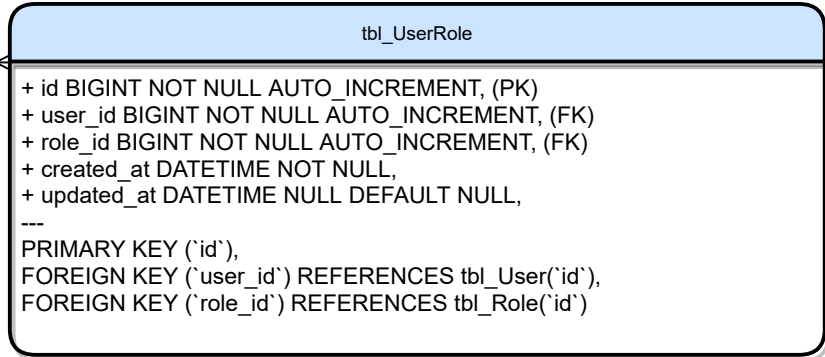 tbl_UserRole
+ id BIGINT NOT NULL AUTO_INCREMENT, (PK)
+ user_id BIGINT NOT NULL AUTO_INCREMENT, (FK)
+ role_id BIGINT NOT NULL AUTO_INCREMENT, (FK)
+ created_at DATETIME NOT NULL,
+ updated_at DATETIME NULL DEFAULT NULL,
---
PRIMARY KEY (`id`),
FOREIGN KEY (`user_id`) REFERENCES tbl_User(`id`),
FOREIGN KEY (`role_id`) REFERENCES tbl_Role(`id`)